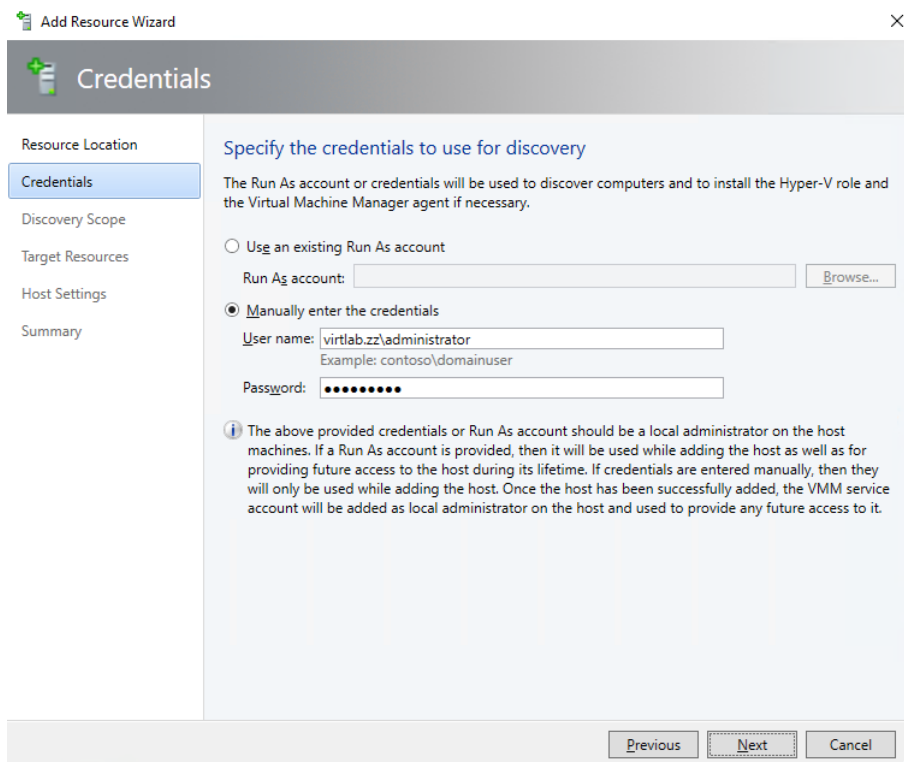 Add Resource Wizard
Credentials
Resource Location
Credentials
Discovery Scope
Target Resources
Host Settings
Summary
Specify the credentials to use for discovery
The Run As account or credentials will be used to discover computers and to install the Hyper-V role and
the Virtual Machine Manager agent if necessary.
Use an existing Run As account
Run As account:
Browse...
Manually enter the credentials
User name: virtlab.zz\administrator
Example: contoso\domainuser
Password: ●●●●●●●●●
The above provided credentials or Run As account should be a local administrator on the host
machines. If a Run As account is provided, then it will be used while adding the host as well as for
providing future access to the host during its lifetime. If credentials are entered manually, then they
will only be used while adding the host. Once the host has been successfully added, the VMM service
account will be added as local administrator on the host and used to provide any future access to it.
Previous
Next
Cancel